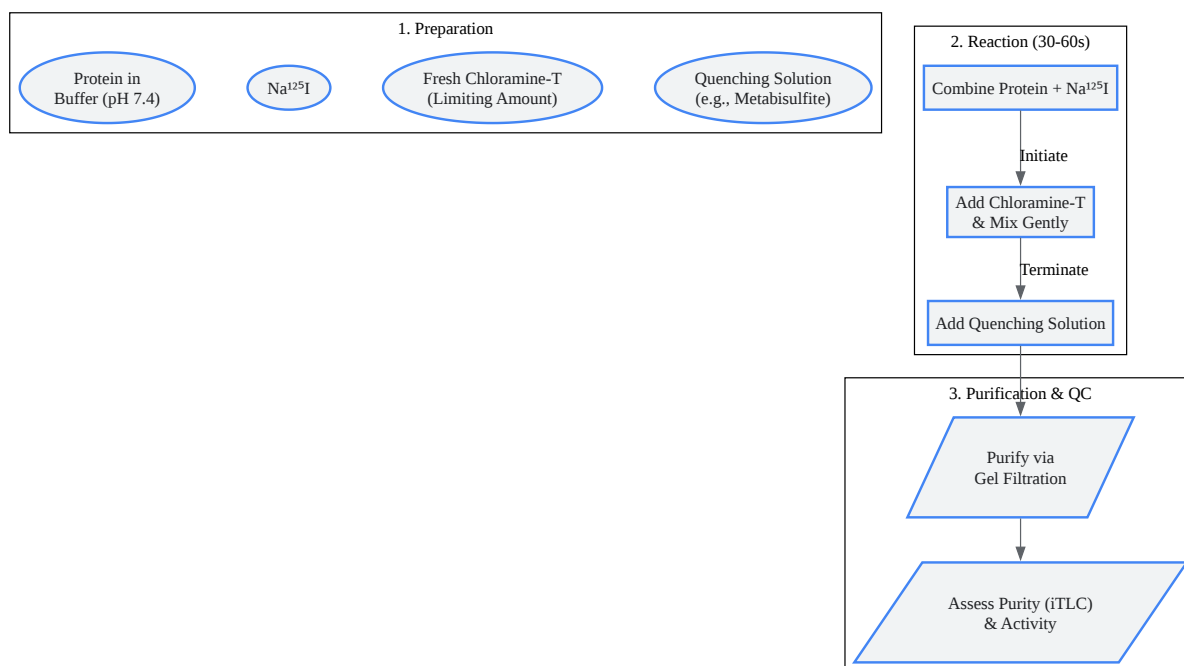 1. Preparation
Protein in
Buffer (pH 7.4)
Na¹²⁵I
Fresh Chloramine-T
(Limiting Amount)
Quenching Solution
(e.g., Metabisulfite)
2. Reaction (30-60s)
Combine Protein + Na¹²⁵I
Initiate
Add Chloramine-T
& Mix Gently
Terminate
Add Quenching Solution
3. Purification & QC
Purify via
Gel Filtration
Assess Purity (iTLC)
& Activity